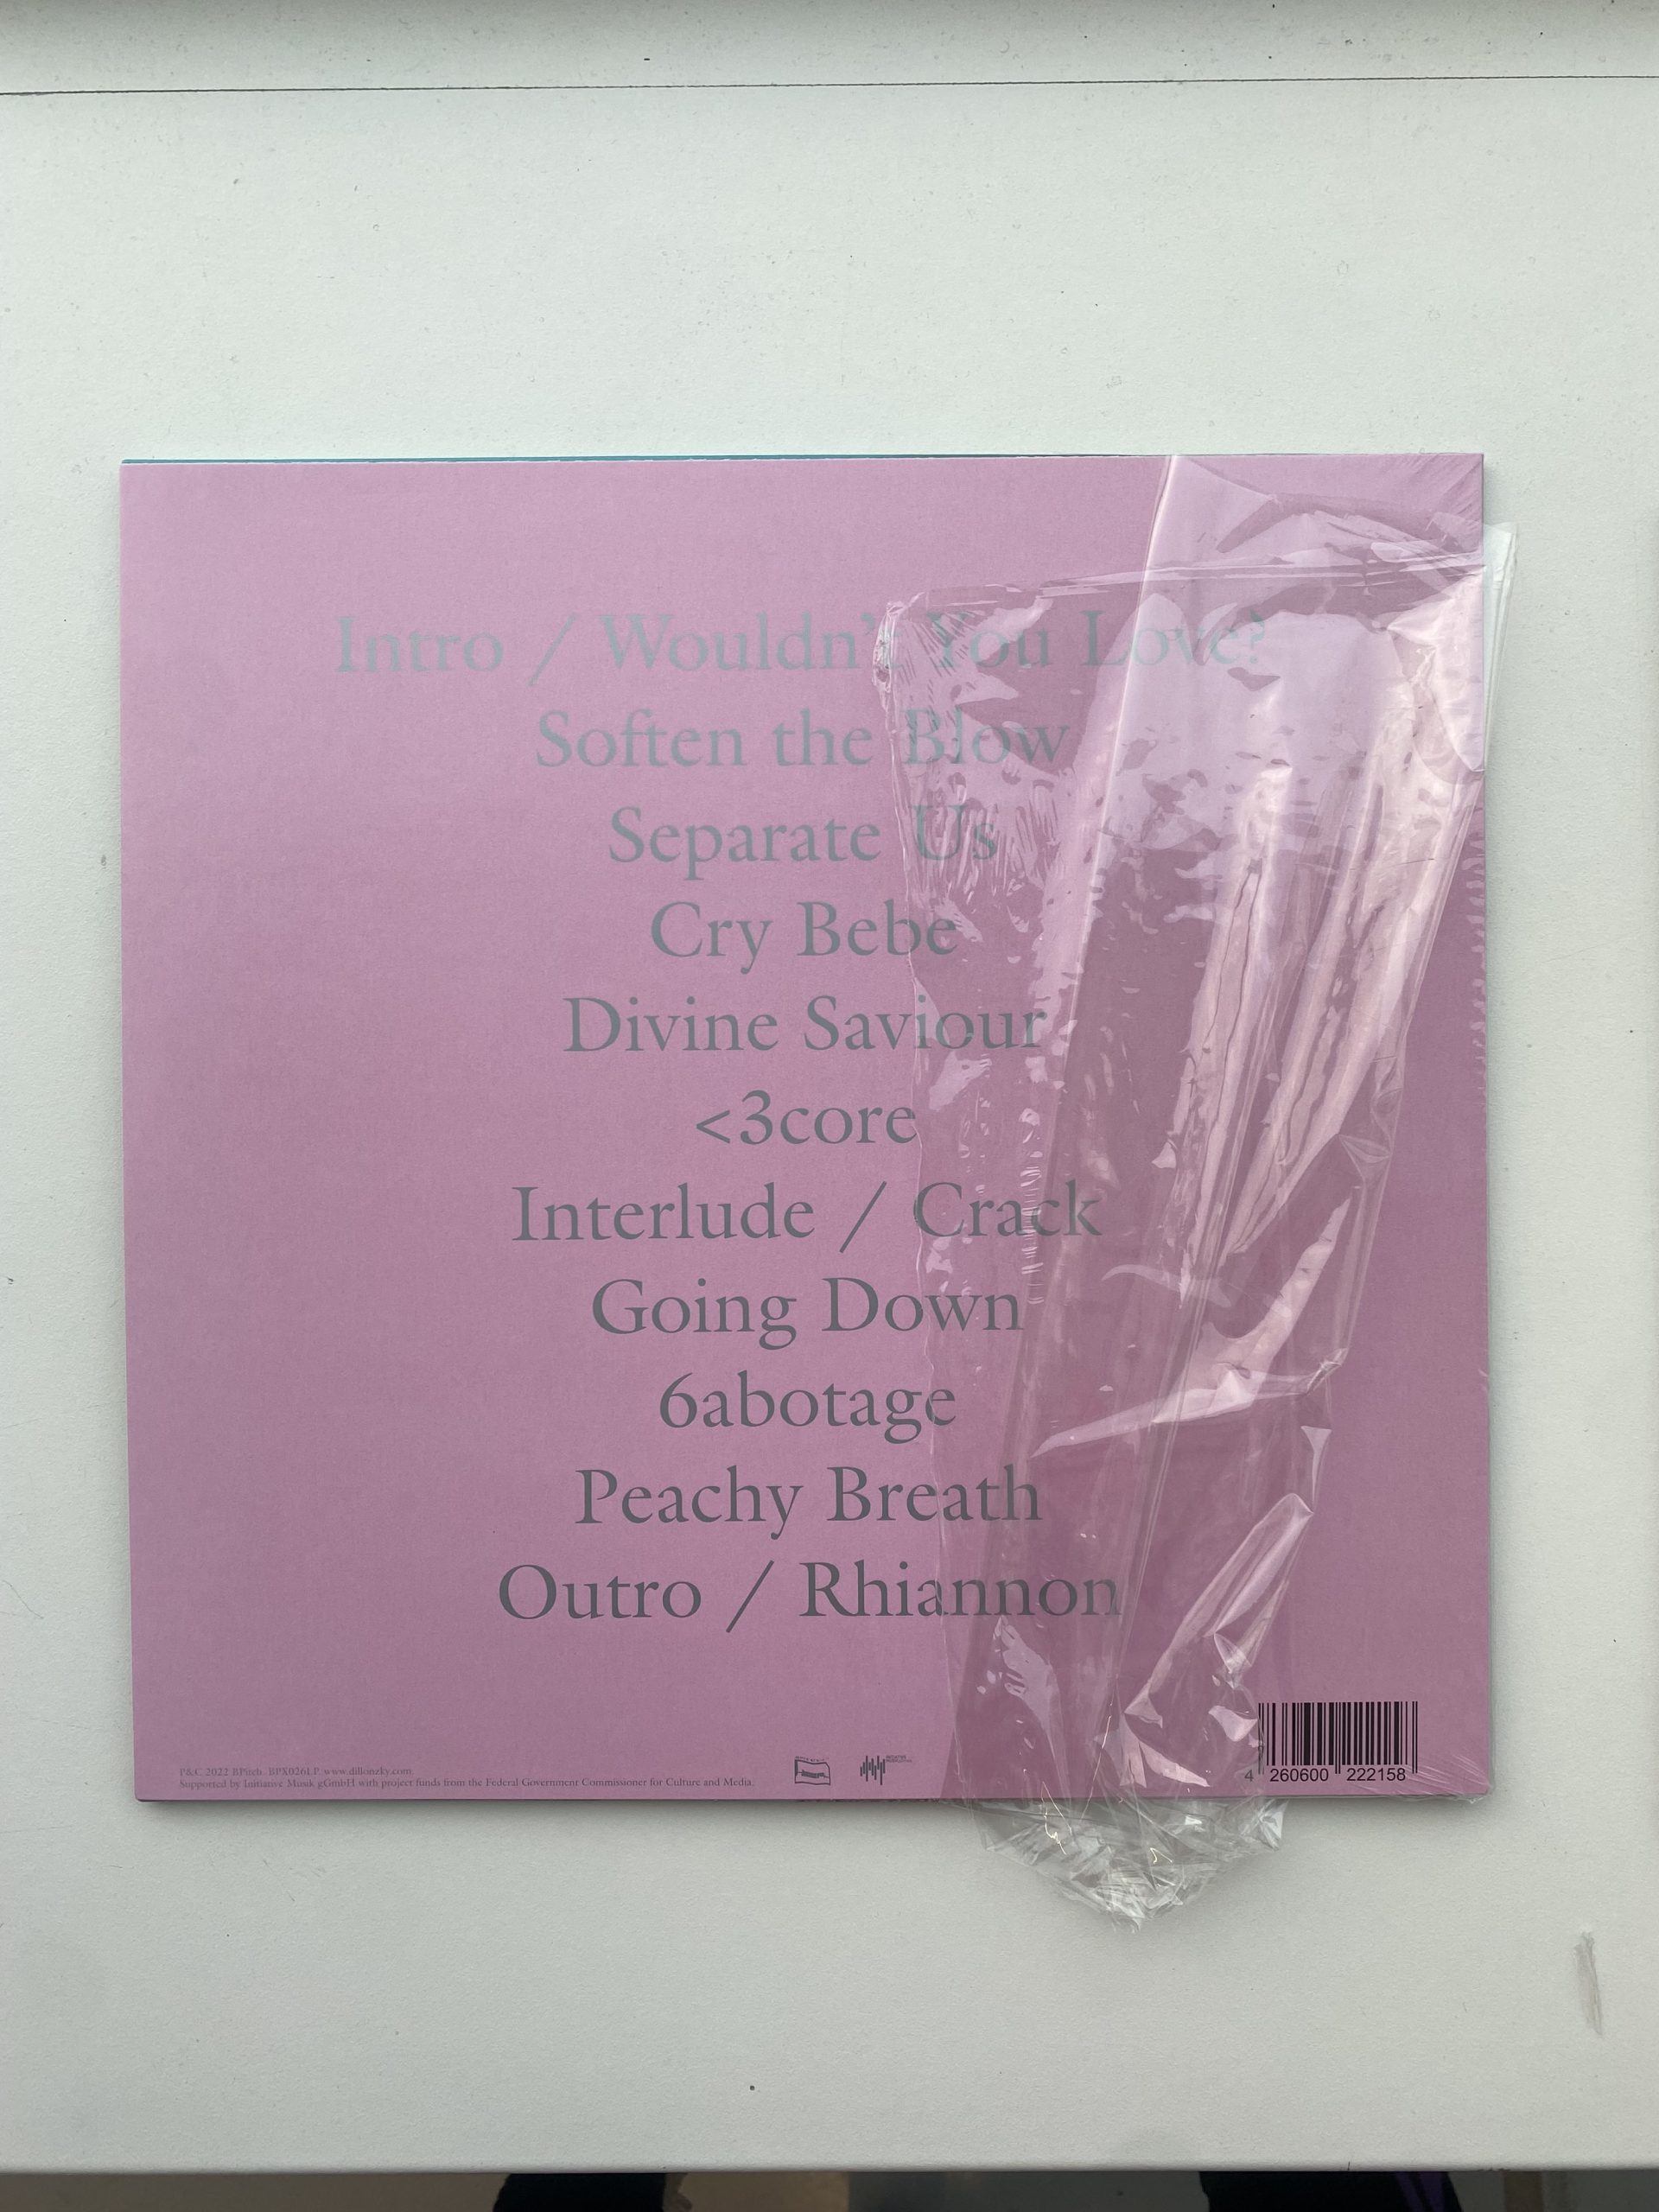 Intro / Wouldn't You Love?
Soften the Blow
Separate Us
Cry Bebe
Divine Saviour
<3core
Interlude / Crack
Going Down
6abotage
Peachy Breath
Outro / Rhiannon
P&C 2022 BPitch. BPX026LP. www.dillonzky.com
Supported by Initiative Musik gGmbH with project funds from the Federal Government Commissioner for Culture and Media.
4 260600 222158